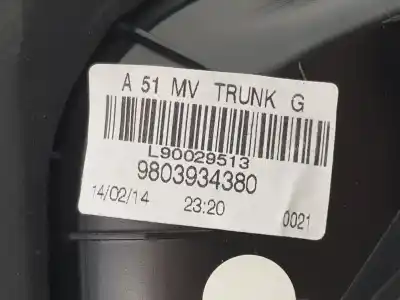 A 51 MV TRUNK G
L90029513
9803934380
14/02/14 23:20 0021